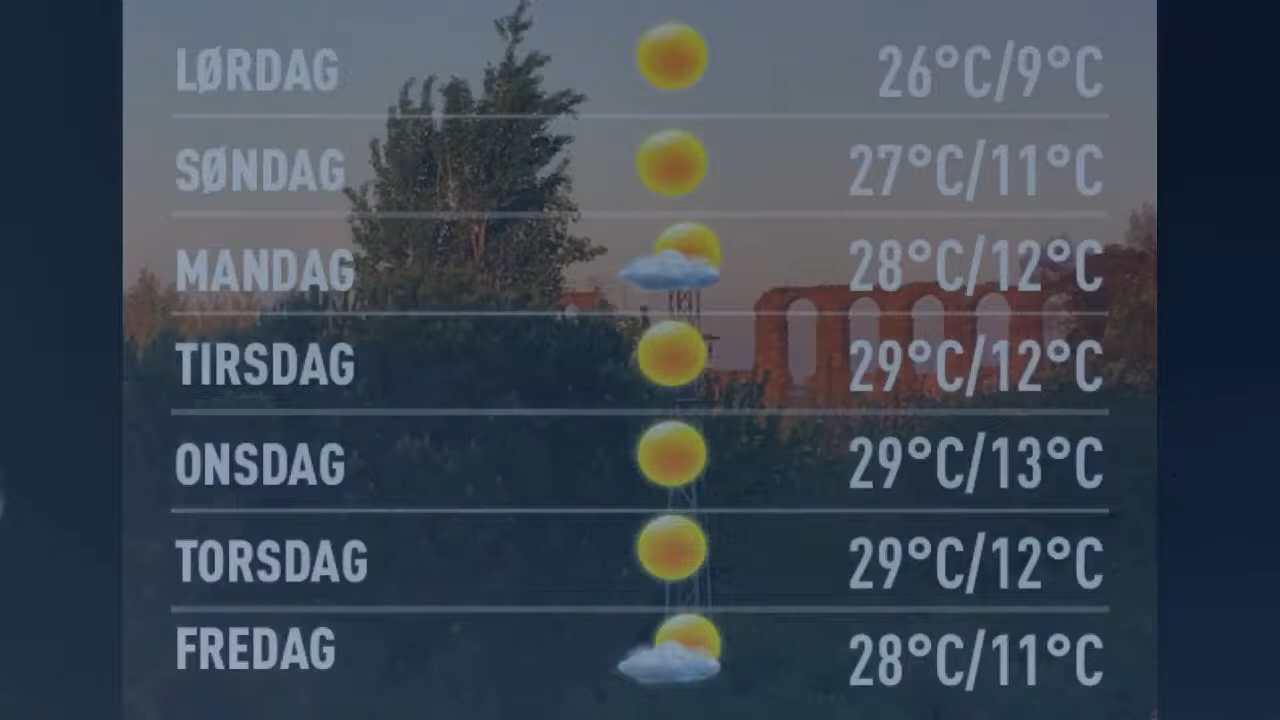 LØRDAG 26°C/9°C
SØNDAG 27°C/11°C
MANDAG 28°C/12°C
TIRSDAG 29°C/12°C
ONSDAG 29°C/13°C
TORSDAG 29°C/12°C
FREDAG 28°C/11°C